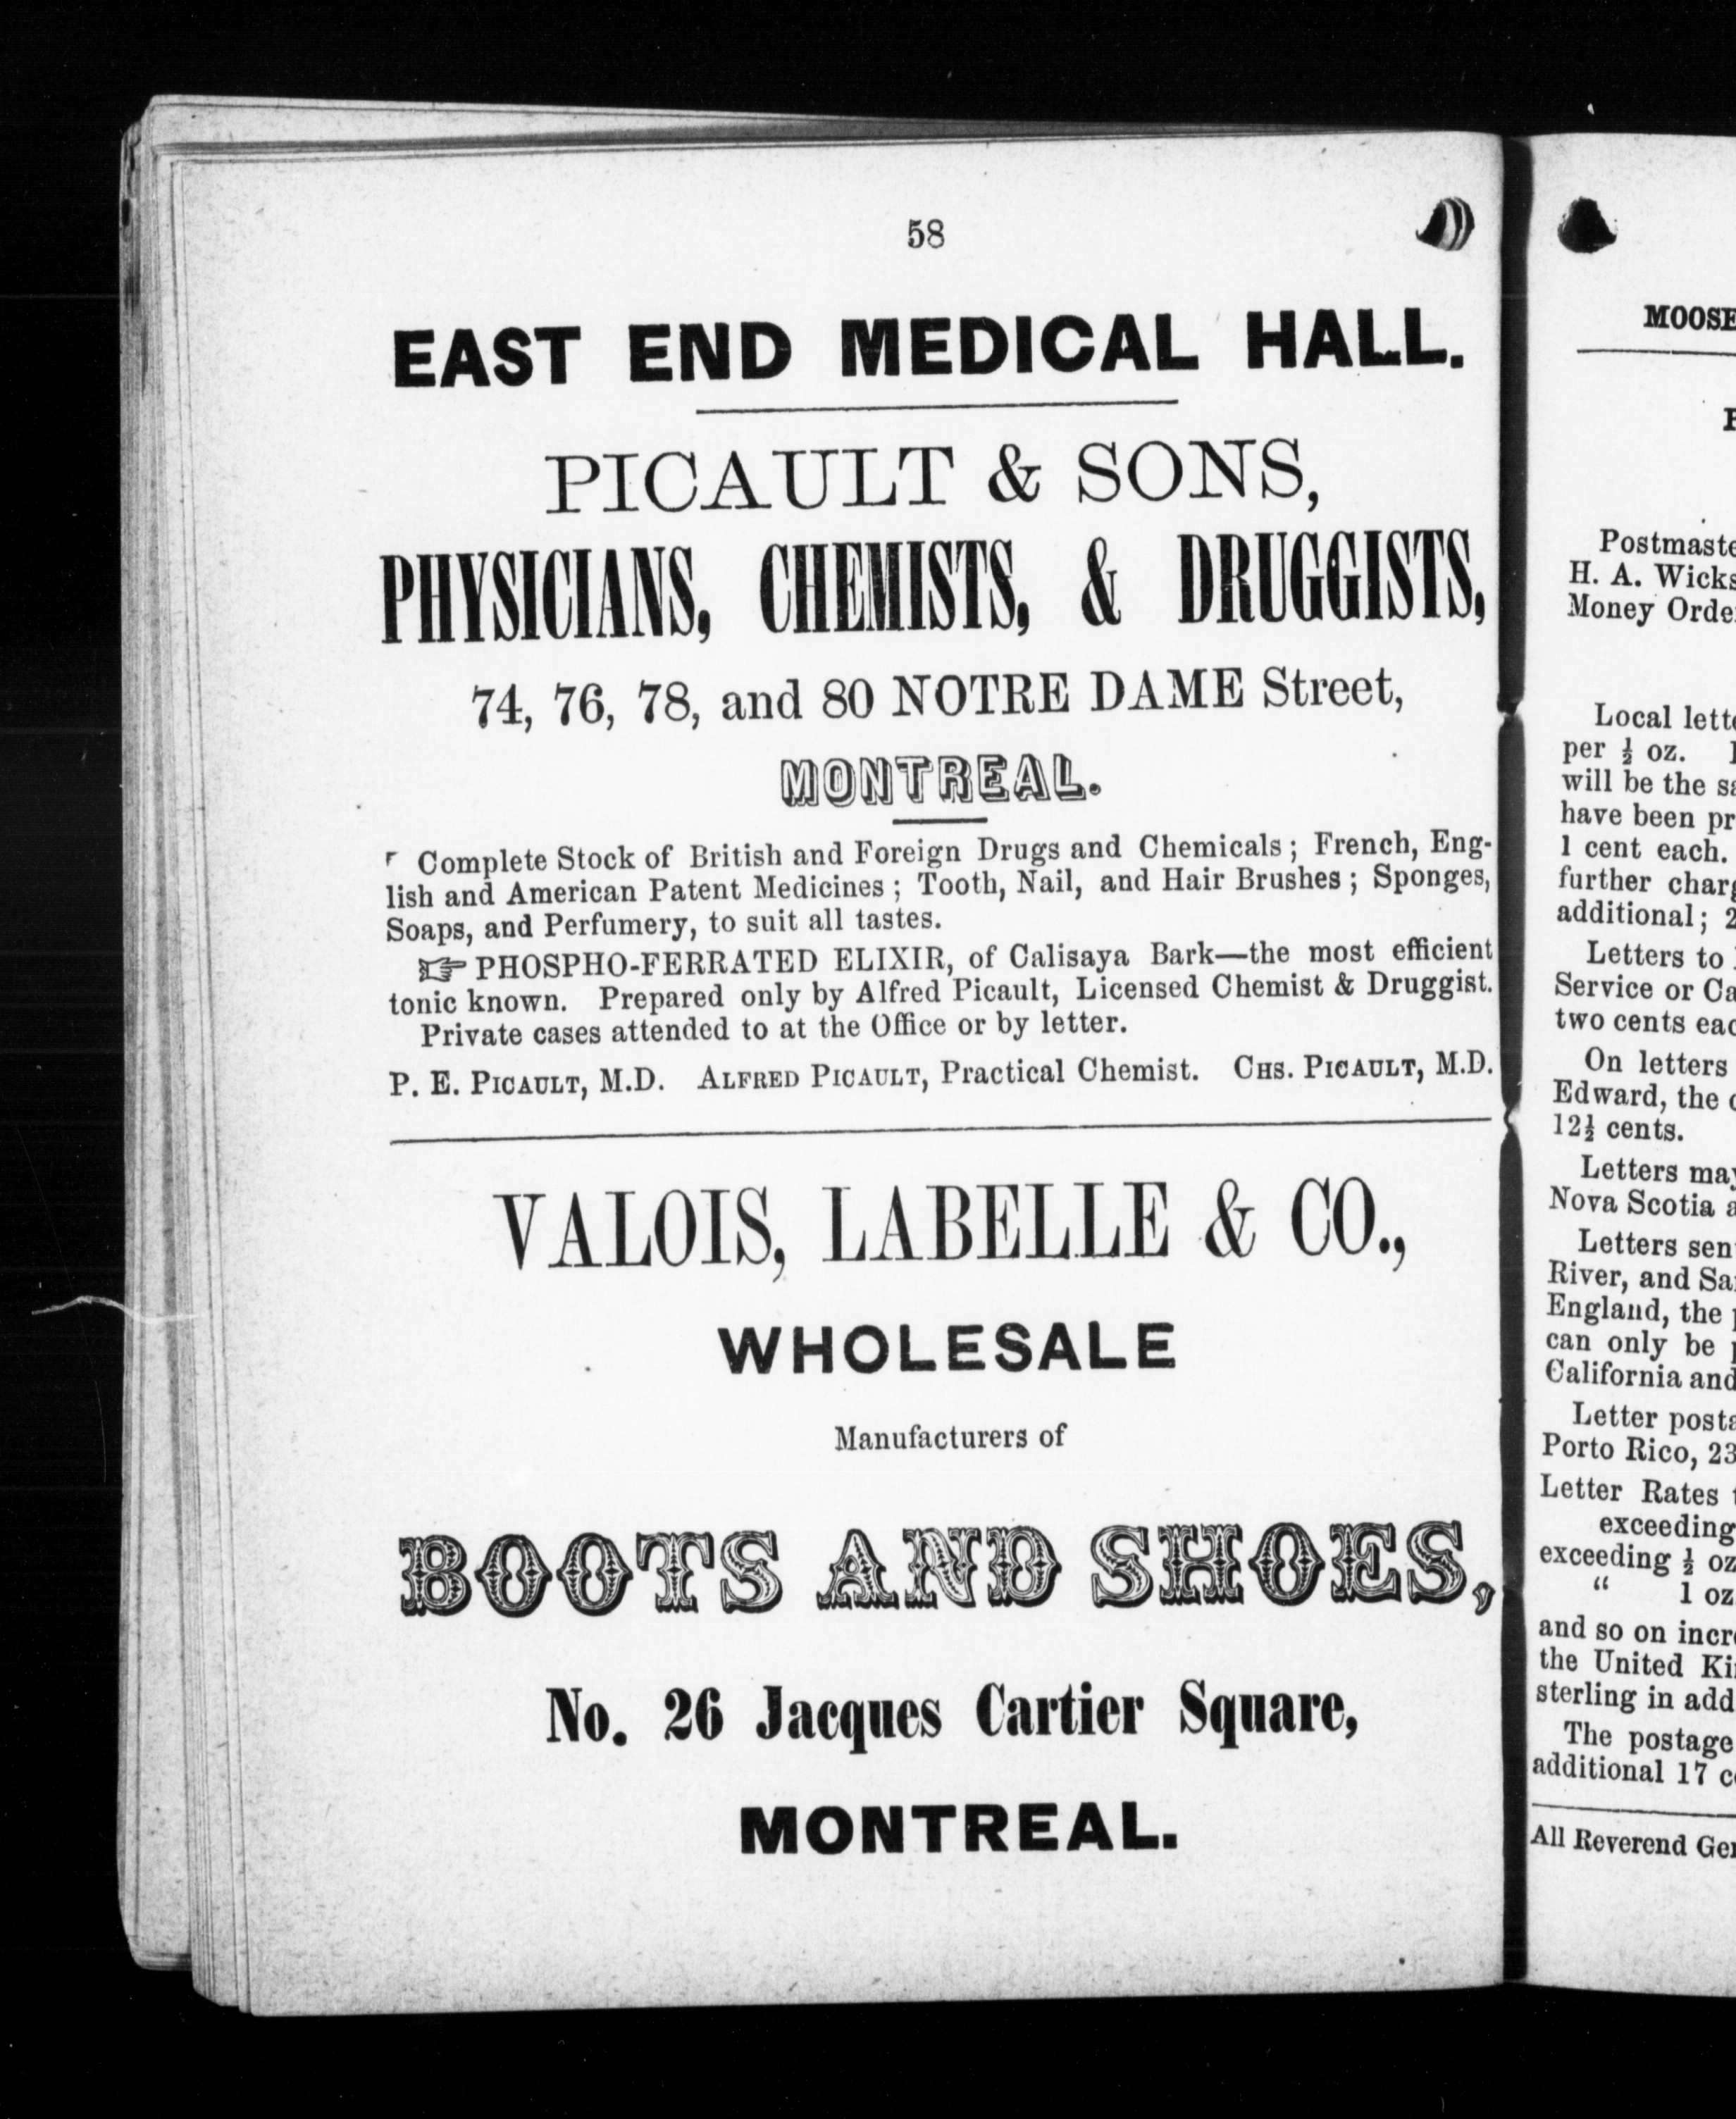 58
EAST END MEDICAL HALL.
PICAULT & SONS,
PHYSICIANS, CHEMISTS, & DRUGGISTS,
74, 76, 78, and 80 NOTRE DAME Street,
MONTREAL.
Complete Stock of British and Foreign Drugs and Chemicals; French, Eng-
lish and American Patent Medicines; Tooth, Nail, and Hair Brushes; Sponges,
Soaps, and Perfumery, to suit all tastes.
☞ PHOSPHO-FERRATED ELIXIR, of Calisaya Bark—the most efficient
tonic known. Prepared only by Alfred Picault, Licensed Chemist & Druggist.
Private cases attended to at the Office or by letter.
P. E. PICAULT, M.D. ALFRED PICAULT, Practical Chemist. CHS. PICAULT, M.D.
VALOIS, LABELLE & CO.,
WHOLESALE
Manufacturers of
BOOTS AND SHOES,
No. 26 Jacques Cartier Square,
MONTREAL.
MOOSE
Postmaste
H. A. Wicks
Money Orde
Local lett
per ½ oz.
will be the
have been pr
1 cent each.
further char
additional; 2
Letters to
Service or Ca
two cents eac
On letters
Edward, the
12½ cents.
Letters may
Nova Scotia a
Letters sen
River, and Sa
England, the
can only be
California and
Letter posta
Porto Rico, 23
Letter Rates
exceeding
exceeding ½ oz
“ 1 oz
and so on incr
the United Ki
sterling in add
The postage
additional 17 c
All Reverend Ge